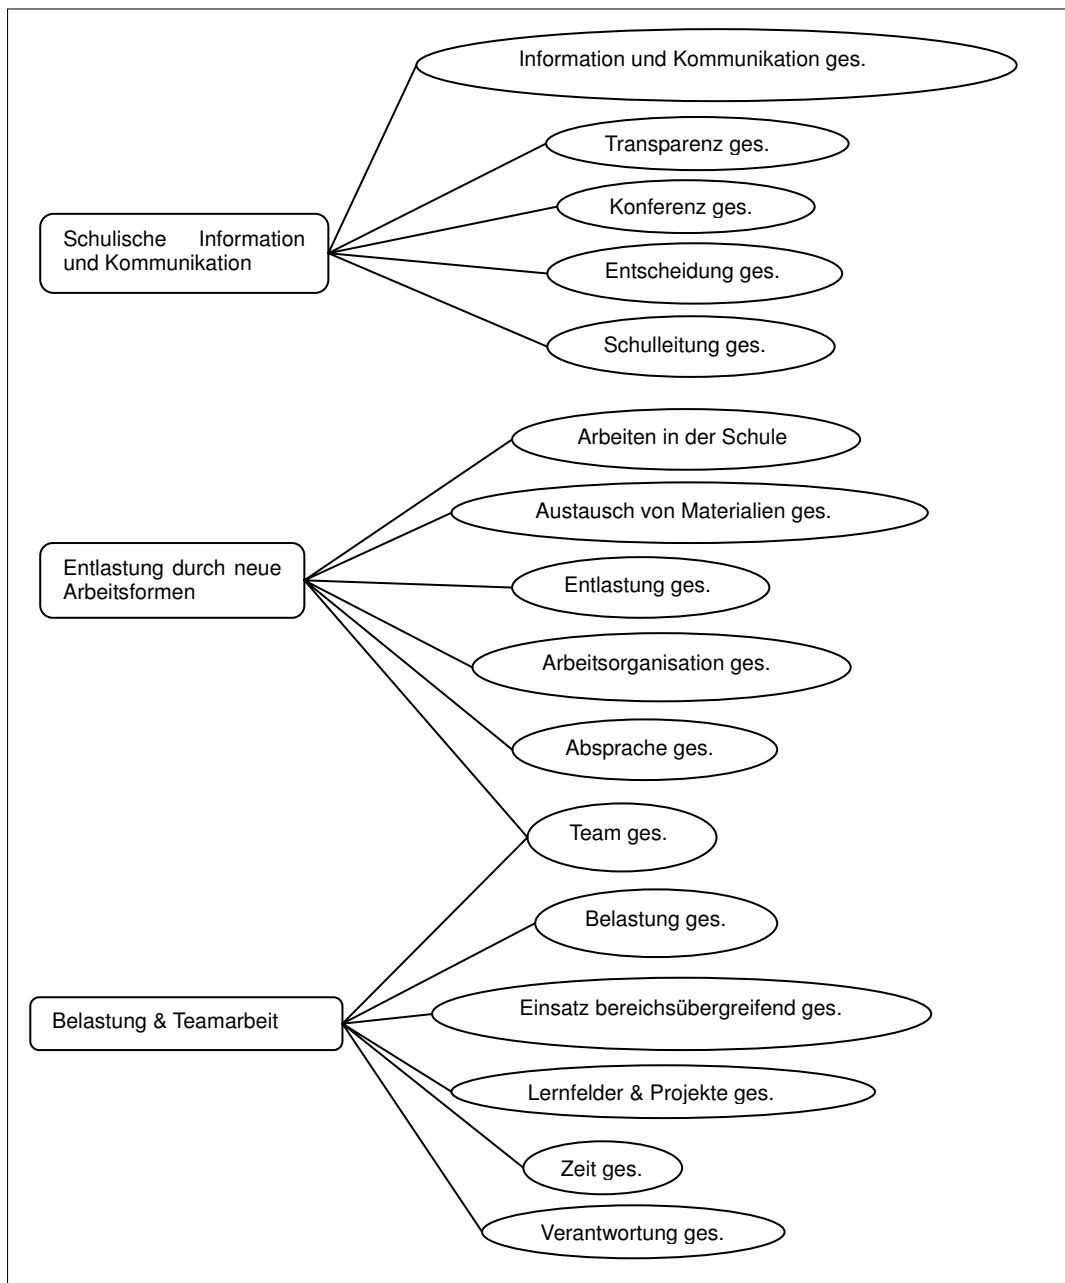 Information und Kommunikation ges.
Transparenz ges.
Konferenz ges.
Schulische Information
und Kommunikation
Entscheidung ges.
Schulleitung ges.
Arbeiten in der Schule
Austausch von Materialien ges.
Entlastung durch neue
Arbeitsformen
Entlastung ges.
Arbeitsorganisation ges.
Absprache ges.
Team ges.
Belastung ges.
Einsatz bereichsübergreifend ges.
Belastung & Teamarbeit
Lernfelder & Projekte ges.
Zeit ges.
Verantwortung ges.